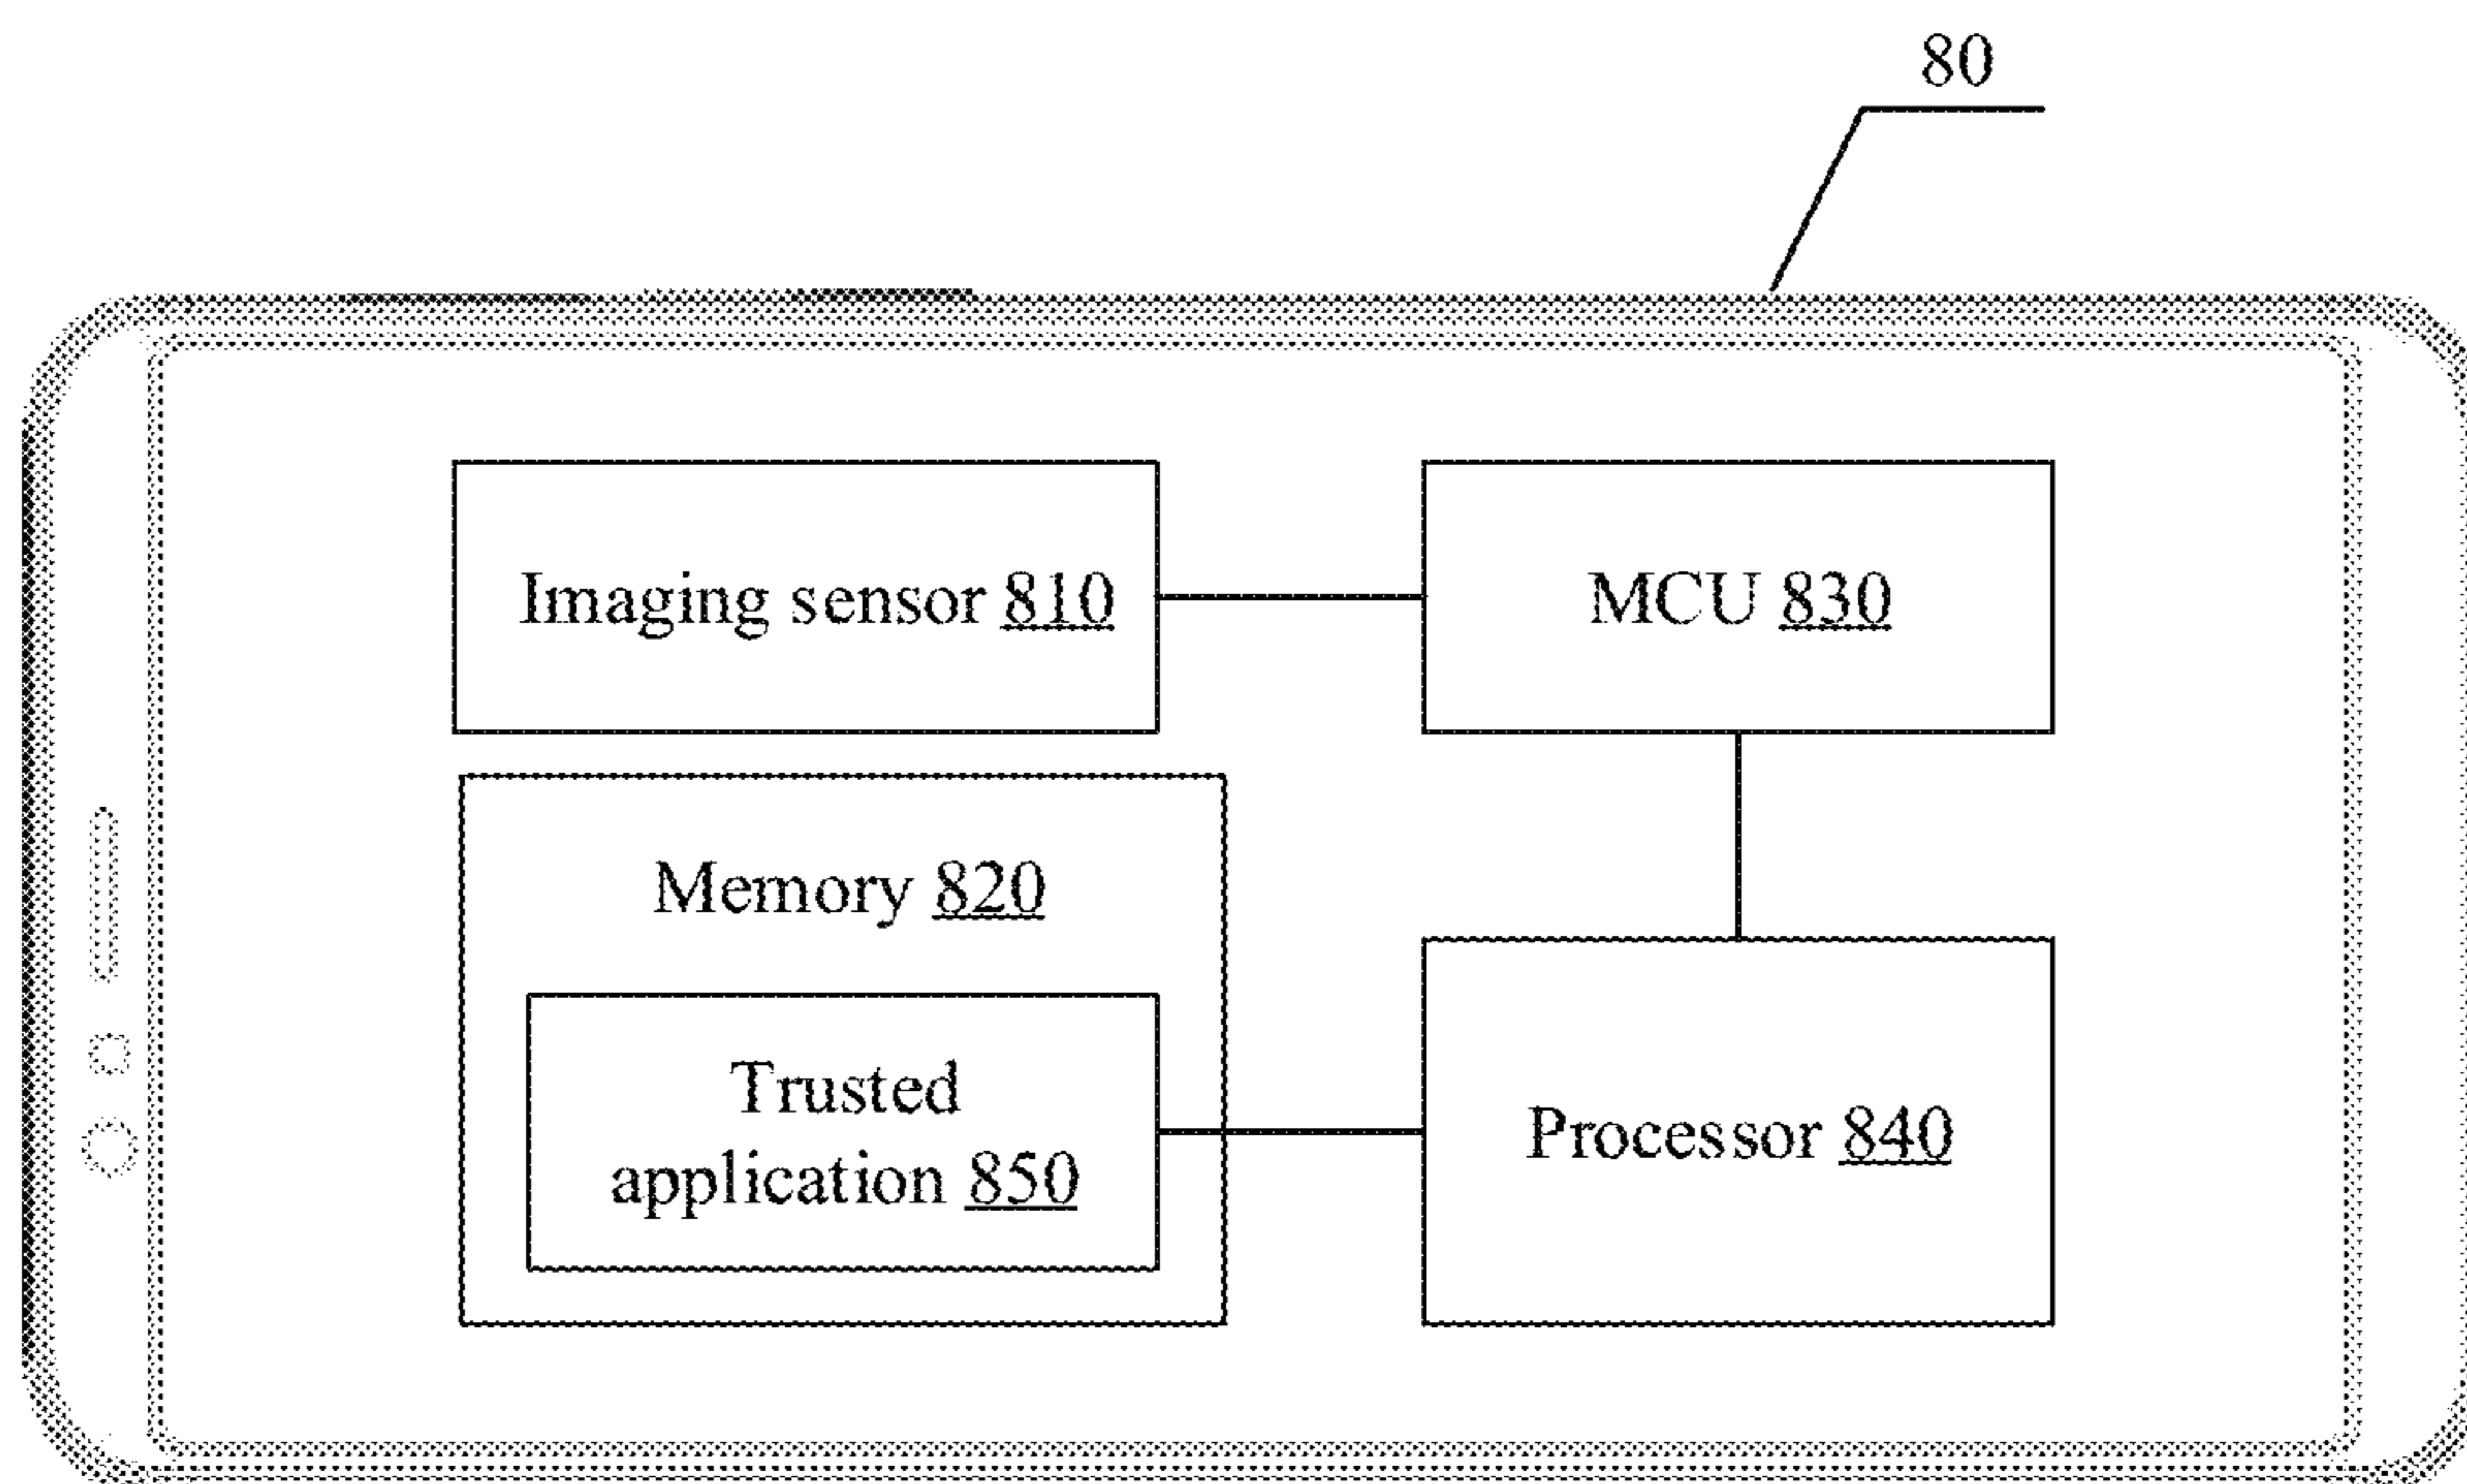 80
Imaging sensor 810
MCU 830
Memory 820
Trusted
application 850
Processor 840